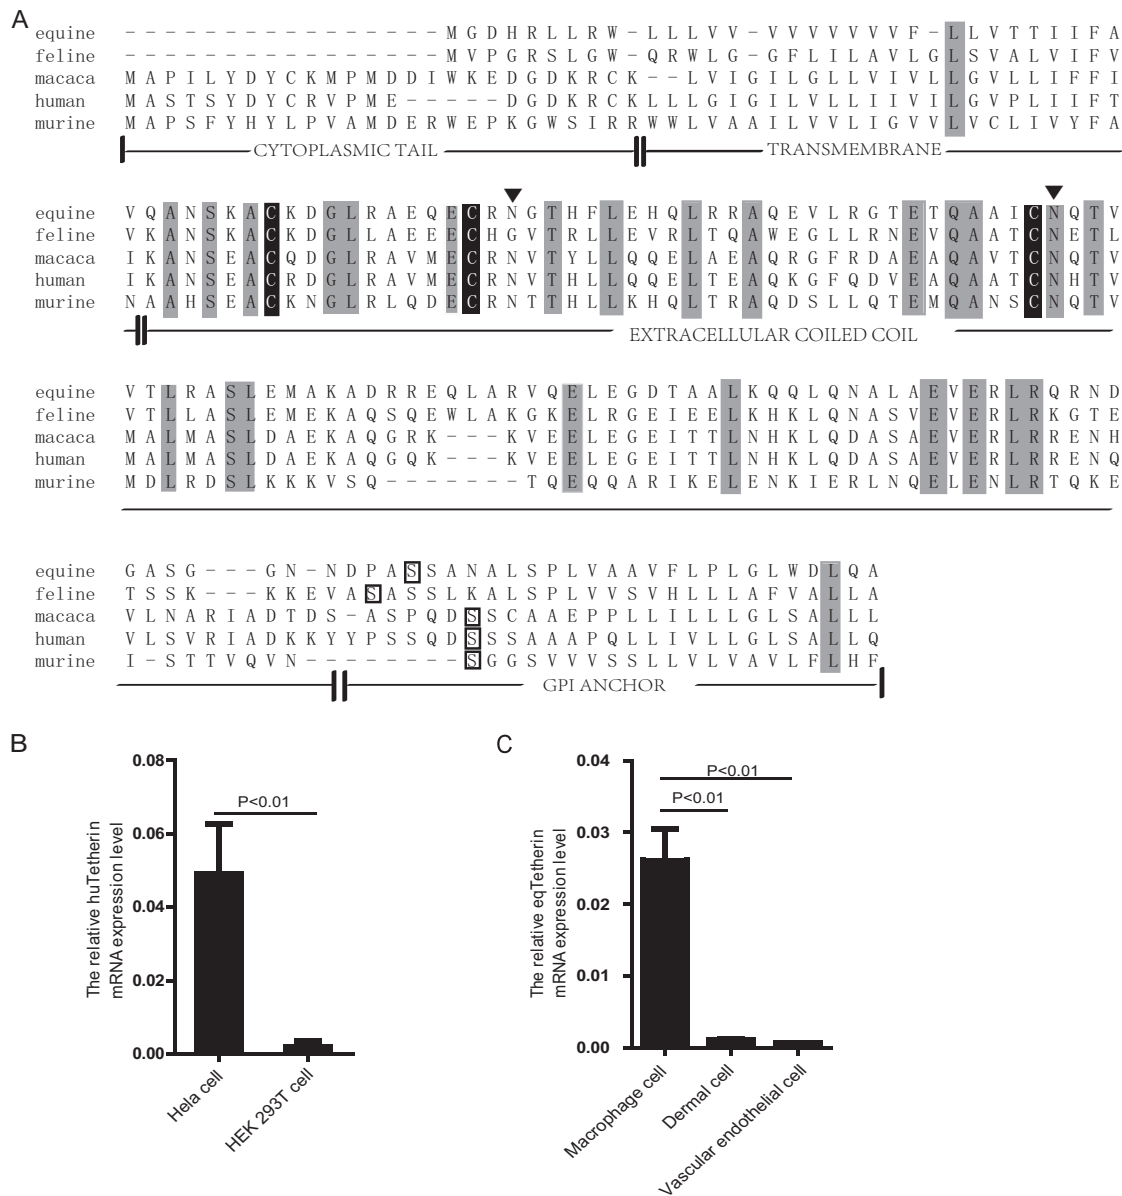 A
equine - - - - - - - - - - - - - - - - M G D H R L L R W - L L L V V - V V V V V V V F - L L V T T I I F A
feline - - - - - - - - - - - - - - - - M V P G R S L G W - Q R W L G - G F L I L A V L G L S V A L V I F V
macaca M A P I L Y D Y C K M P M D D I W K E D G D K R C K - - L V I G I L G L L V I V L L G V L L I F F I
human M A S T S Y D Y C R V P M E - - - - - D G D K R C K L L L G I G I L V L L I I V I L G V P L I I F T
murine M A P S F Y H Y L P V A M D E R W E P K G W S I R R W W L V A A I L V V L I G V V L V C L I V Y F A
CYTOPLASMIC TAIL TRANSMEMBRANE
equine V Q A N S K A C K D G L R A E Q E C R N G T H F L E H Q L R R A Q E V L R G T E T Q A A I C N Q T V
feline V K A N S K A C K D G L L A E E E C H G V T R L L E V R L T Q A W E G L L R N E V Q A A T C N E T L
macaca I K A N S E A C Q D G L R A V M E C R N V T Y L L Q Q E L A E A Q R G F R D A E A Q A V T C N Q T V
human I K A N S E A C R D G L R A V M E C R N V T H L L Q Q E L T E A Q K G F Q D V E A Q A A T C N H T V
murine N A A H S E A C K N G L R L Q D E C R N T T H L L K H Q L T R A Q D S L L Q T E M Q A N S C N Q T V
EXTRACELLULAR COILED COIL
equine V T L R A S L E M A K A D R R E Q L A R V Q E L E G D T A A L K Q Q L Q N A L A E V E R L R Q R N D
feline V T L L A S L E M E K A Q S Q E W L A K G K E L R G E I E E L K H K L Q N A S V E V E R L R K G T E
macaca M A L M A S L D A E K A Q G R K - - - K V E E L E G E I T T L N H K L Q D A S A E V E R L R R E N H
human M A L M A S L D A E K A Q G Q K - - - K V E E L E G E I T T L N H K L Q D A S A E V E R L R R E N Q
murine M D L R D S L K K K V S Q - - - - - - - T Q E Q Q A R I K E L E N K I E R L N Q E L E N L R T Q K E
equine G A S G - - - G N - N D P A S S A N A L S P L V A A V F L P L G L W D L Q A
feline T S S K - - - K K E V A S A S S L K A L S P L V V S V H L L L A F V A L L A
macaca V L N A R I A D T D S - A S P Q D S S C A A E P P L L I L L L G L S A L L L
human V L S V R I A D K K Y Y P S S Q D S S S A A A P Q L L I V L L G L S A L L Q
murine I - S T T V Q V N - - - - - - - - S G G S V V V S S L L V L V A V L F L H F
GPI ANCHOR
B
The relative huTetherin
mRNA expression level
0.08
0.06
0.04
0.02
0.00
P<0.01
Hela cell
HEK 293T cell
C
The relative eqTetherin
mRNA expression level
0.04
0.03
0.02
0.01
0.00
P<0.01
P<0.01
Macrophage cell
Dermal cell
Vascular endothelial cell